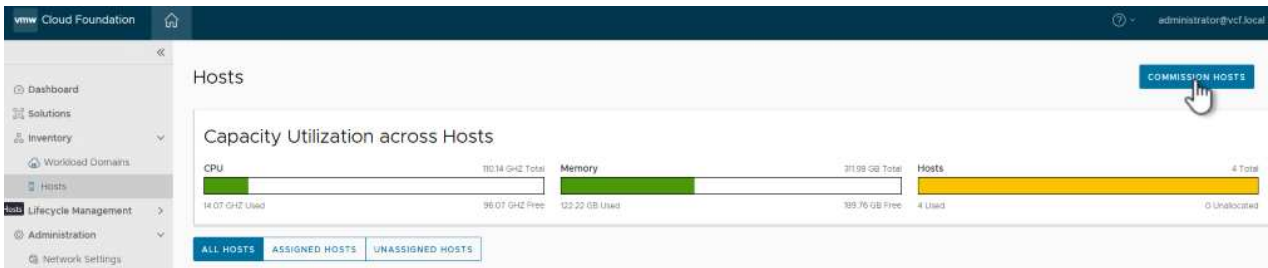 vmw Cloud Foundation
administrator@vcf.local
Dashboard
Solutions
Inventory
Workload Domains
Hosts
Hosts
Lifecycle Management
Administration
Network Settings
Hosts
COMMISSION HOSTS
Capacity Utilization across Hosts
CPU 110.14 GHZ Total
14.07 GHZ Used 96.07 GHZ Free
Memory 311.98 GB Total
122.22 GB Used 189.76 GB Free
Hosts 4 Total
4 Used 0 Unallocated
ALL HOSTS ASSIGNED HOSTS UNASSIGNED HOSTS